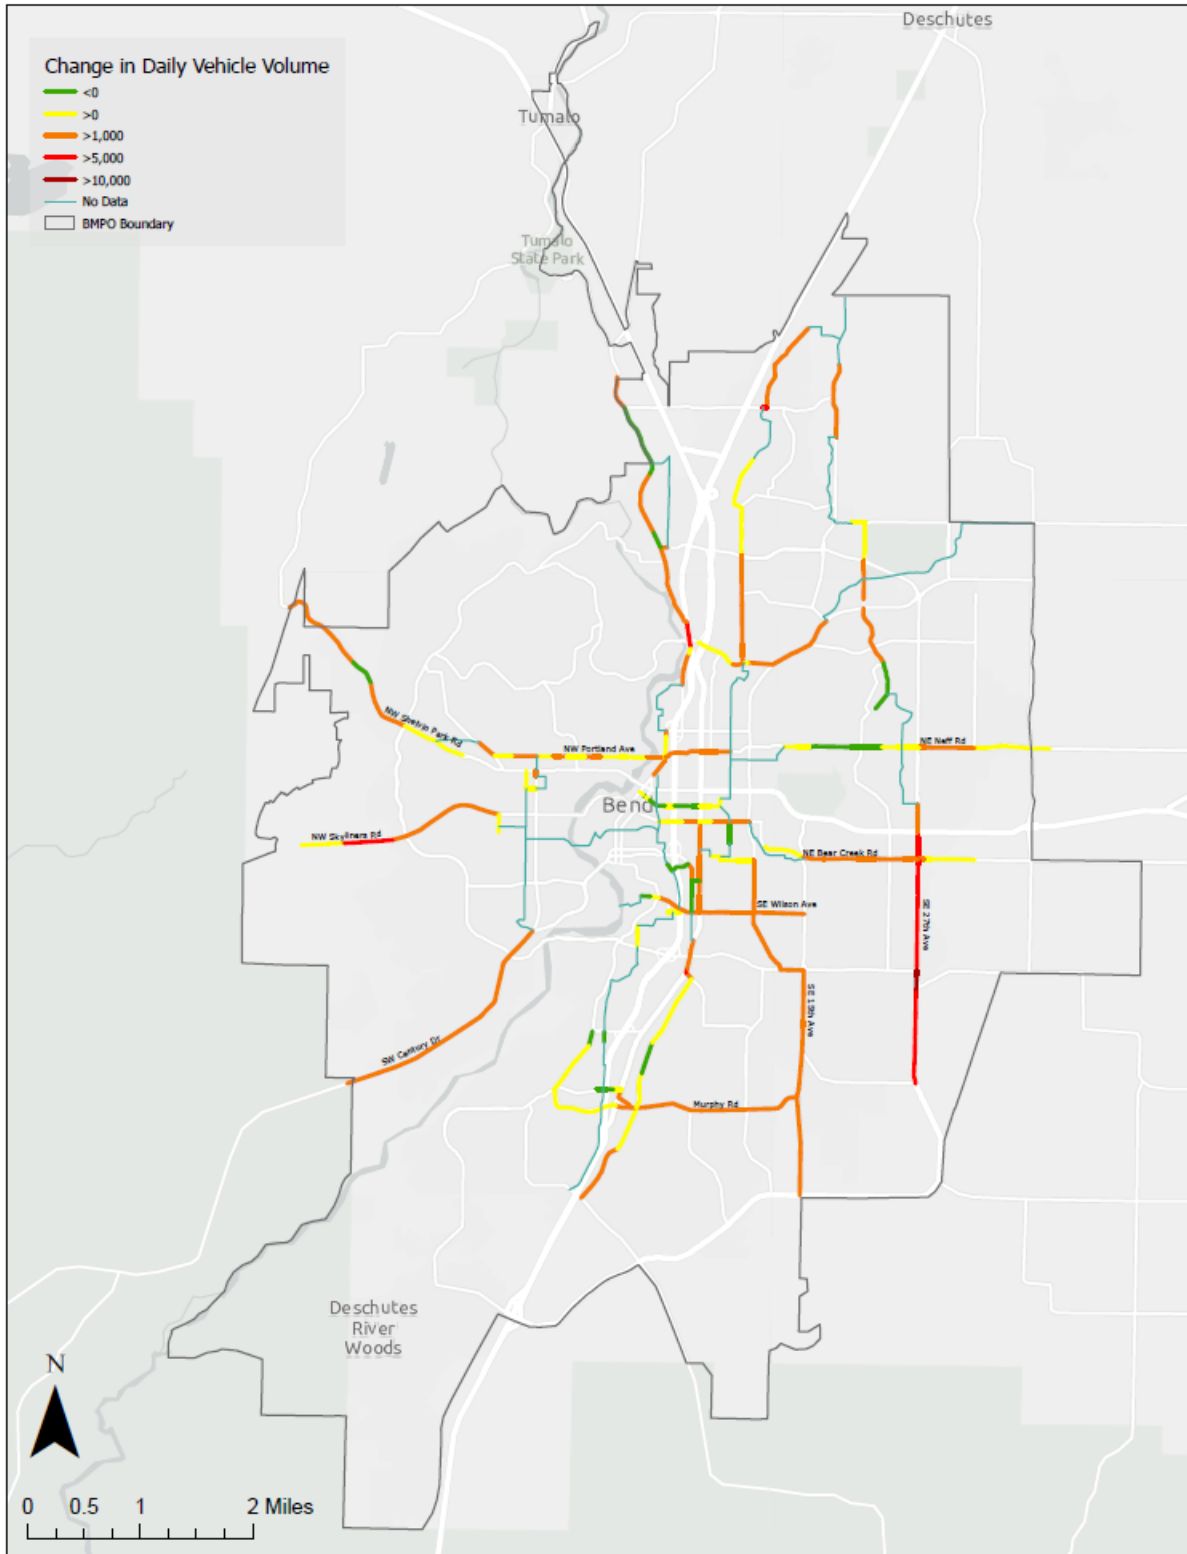 Deschutes
Change in Daily Vehicle Volume
<0
>0
>1,000
>5,000
>10,000
No Data
BMPO Boundary
Tumalo
Tumalo
State Park
NW Shevlin Park Rd
NW Portland Ave
NE Neff Rd
Bend
NW Skyliners Rd
NE Bear Creek Rd
SE Wilson Ave
SE 27th Ave
SE 15th Ave
SW Century Dr
Murphy Rd
Deschutes
River
Woods
N
0 0.5 1 2 Miles